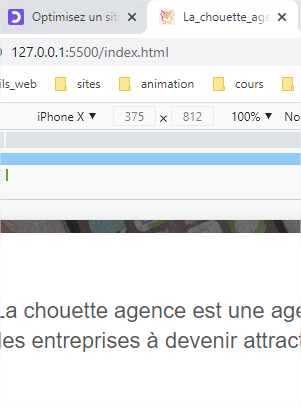 Optimisez un sit
La_chouette_age
127.0.0.1:5500/index.html
ils_web sites animation cours
iPhone X ▼ 375 x 812 100% ▼ No
La chouette agence est une age
les entreprises à devenir attract